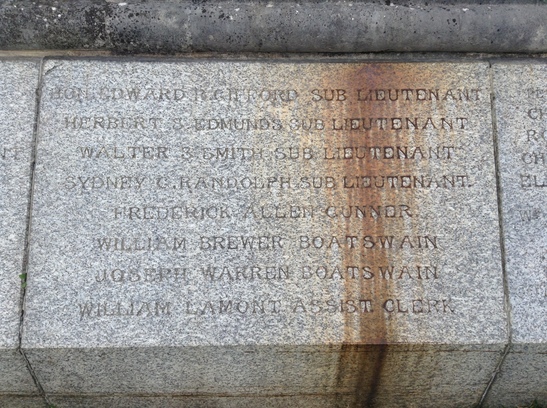 HON. EDWARD R. GIFFORD SUB LIEUTENANT
HERBERT S. EDMUNDS SUB LIEUTENANT
WALTER S. SMITH SUB LIEUTENANT
SYDNEY C. RANDOLPH SUB LIEUTENANT.
FREDERICK ALLEN GUNNER
WILLIAM BREWER BOATSWAIN
JOSEPH WARREN BOATSWAIN
WILLIAM LAMONT ASSIST CLERK